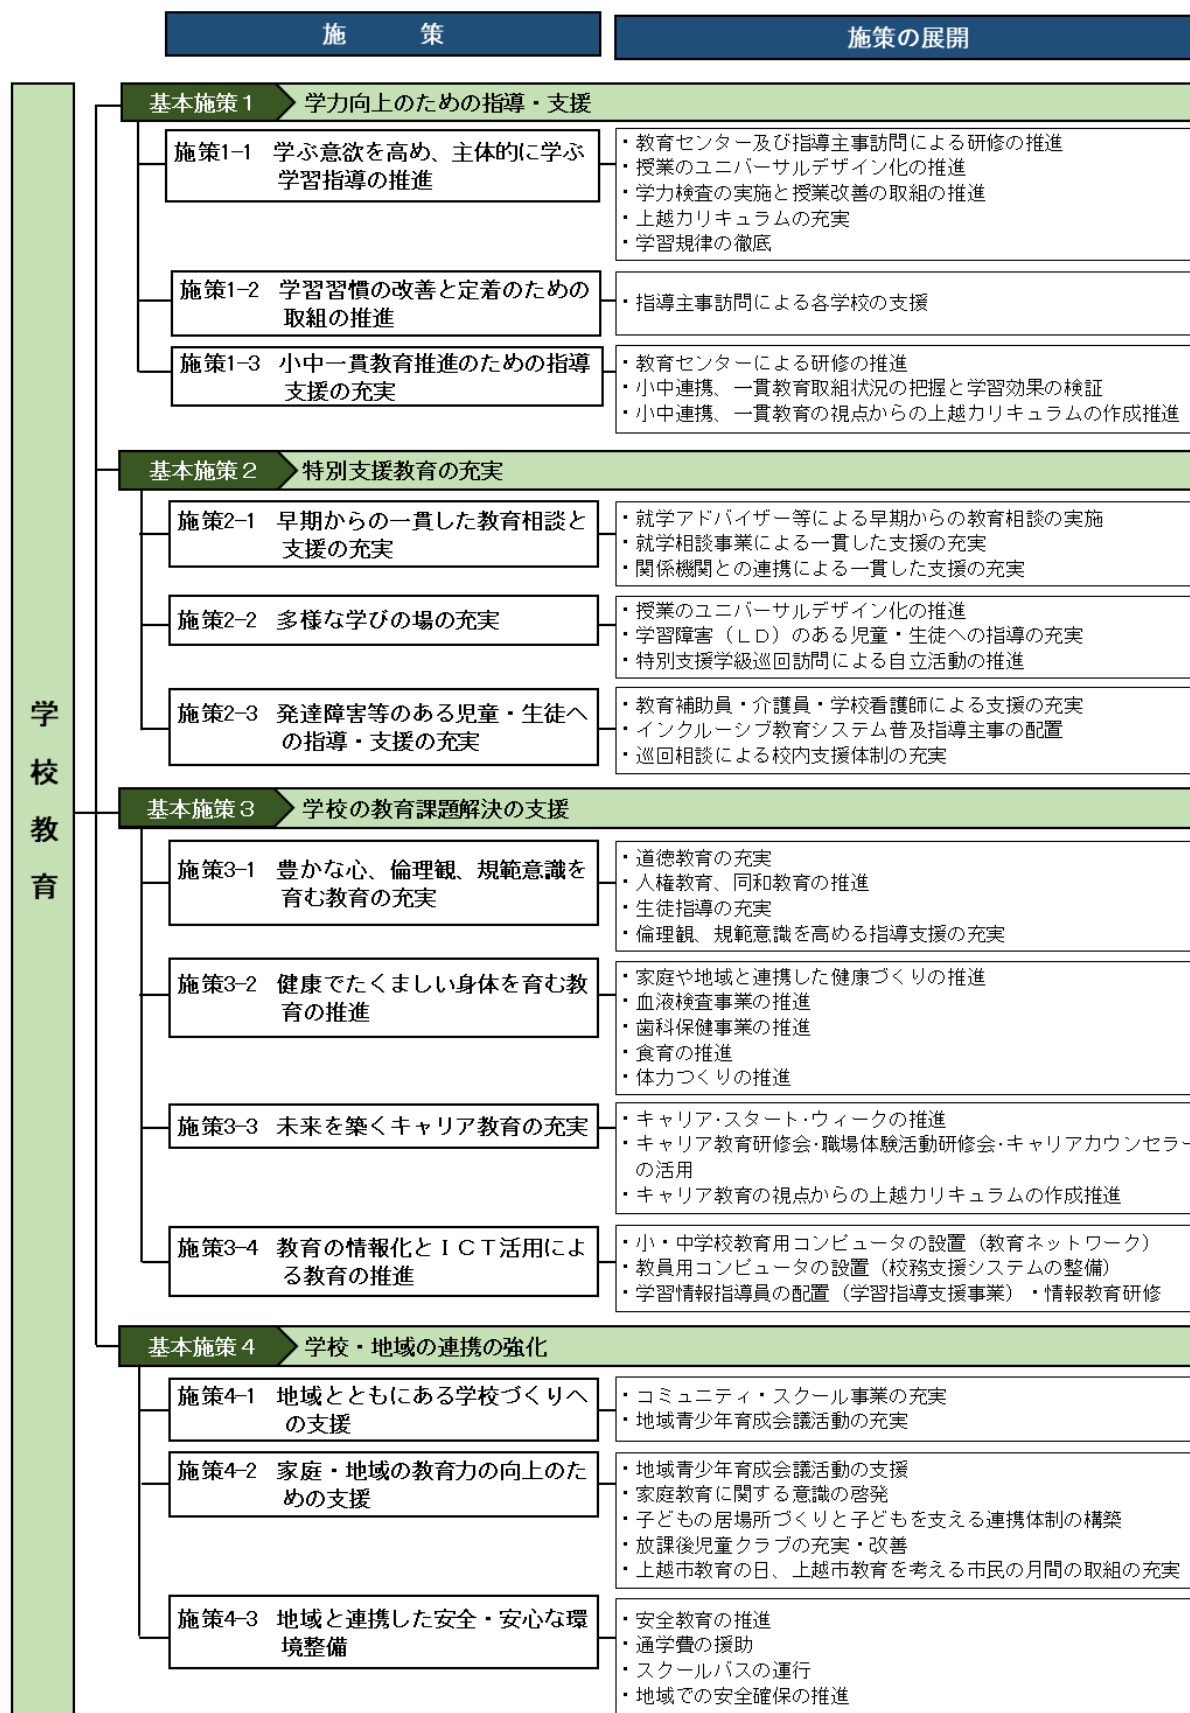 施　　策
施策の展開
学校教育
基本施策１
学力向上のための指導・支援
施策1-1　学ぶ意欲を高め、主体的に学ぶ
学習指導の推進
・教育センター及び指導主事訪問による研修の推進
・授業のユニバーサルデザイン化の推進
・学力検査の実施と授業改善の取組の推進
・上越カリキュラムの充実
・学習規律の徹底
施策1-2　学習習慣の改善と定着のための
取組の推進
・指導主事訪問による各学校の支援
施策1-3　小中一貫教育推進のための指導
支援の充実
・教育センターによる研修の推進
・小中連携、一貫教育取組状況の把握と学習効果の検証
・小中連携、一貫教育の視点からの上越カリキュラムの作成推進
基本施策２
特別支援教育の充実
施策2-1　早期からの一貫した教育相談と
支援の充実
・就学アドバイザー等による早期からの教育相談の実施
・就学相談事業による一貫した支援の充実
・関係機関との連携による一貫した支援の充実
施策2-2　多様な学びの場の充実
・授業のユニバーサルデザイン化の推進
・学習障害（ＬＤ）のある児童・生徒への指導の充実
・特別支援学級巡回訪問による自立活動の推進
施策2-3　発達障害等のある児童・生徒へ
の指導・支援の充実
・教育補助員・介護員・学校看護師による支援の充実
・インクルーシブ教育システム普及指導主事の配置
・巡回相談による校内支援体制の充実
基本施策３
学校の教育課題解決の支援
施策3-1　豊かな心、倫理観、規範意識を
育む教育の充実
・道徳教育の充実
・人権教育、同和教育の推進
・生徒指導の充実
・倫理観、規範意識を高める指導支援の充実
施策3-2　健康でたくましい身体を育む教
育の推進
・家庭や地域と連携した健康づくりの推進
・血液検査事業の推進
・歯科保健事業の推進
・食育の推進
・体力つくりの推進
施策3-3　未来を築くキャリア教育の充実
・キャリア・スタート・ウィークの推進
・キャリア教育研修会・職場体験活動研修会・キャリアカウンセラー
の活用
・キャリア教育の視点からの上越カリキュラムの作成推進
施策3-4　教育の情報化とＩＣＴ活用によ
る教育の推進
・小・中学校教育用コンピュータの設置（教育ネットワーク）
・教員用コンピュータの設置（校務支援システムの整備）
・学習情報指導員の配置（学習指導支援事業）・情報教育研修
基本施策４
学校・地域の連携の強化
施策4-1　地域とともにある学校づくりへ
の支援
・コミュニティ・スクール事業の充実
・地域青少年育成会議活動の充実
施策4-2　家庭・地域の教育力の向上のた
めの支援
・地域青少年育成会議活動の支援
・家庭教育に関する意識の啓発
・子どもの居場所づくりと子どもを支える連携体制の構築
・放課後児童クラブの充実・改善
・上越市教育の日、上越市教育を考える市民の月間の取組の充実
施策4-3　地域と連携した安全・安心な環
境整備
・安全教育の推進
・通学費の援助
・スクールバスの運行
・地域での安全確保の推進